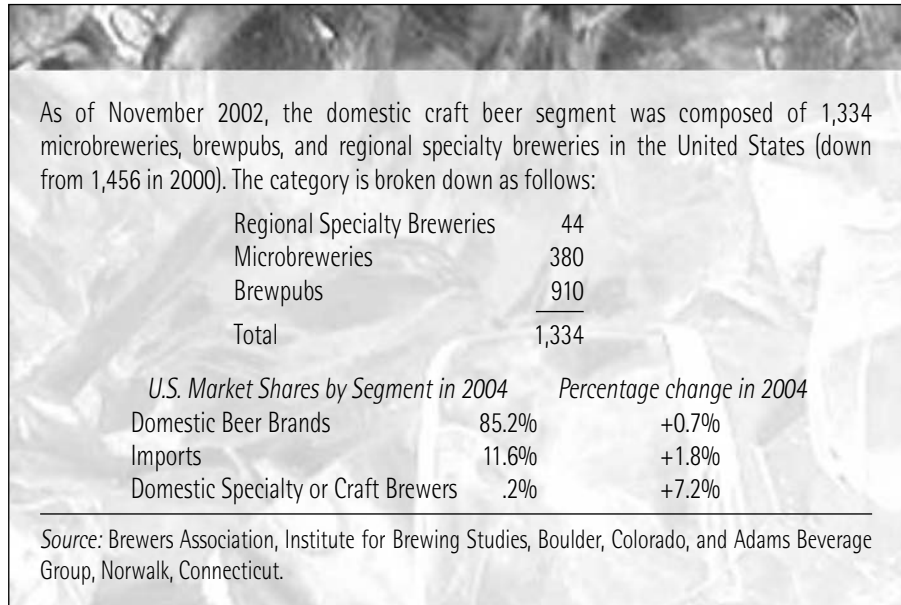 As of November 2002, the domestic craft beer segment was composed of 1,334
microbreweries, brewpubs, and regional specialty breweries in the United States (down
from 1,456 in 2000). The category is broken down as follows:
Regional Specialty Breweries 44
Microbreweries 380
Brewpubs 910
Total 1,334
U.S. Market Shares by Segment in 2004 Percentage change in 2004
Domestic Beer Brands 85.2% +0.7%
Imports 11.6% +1.8%
Domestic Specialty or Craft Brewers .2% +7.2%
Source: Brewers Association, Institute for Brewing Studies, Boulder, Colorado, and Adams Beverage
Group, Norwalk, Connecticut.